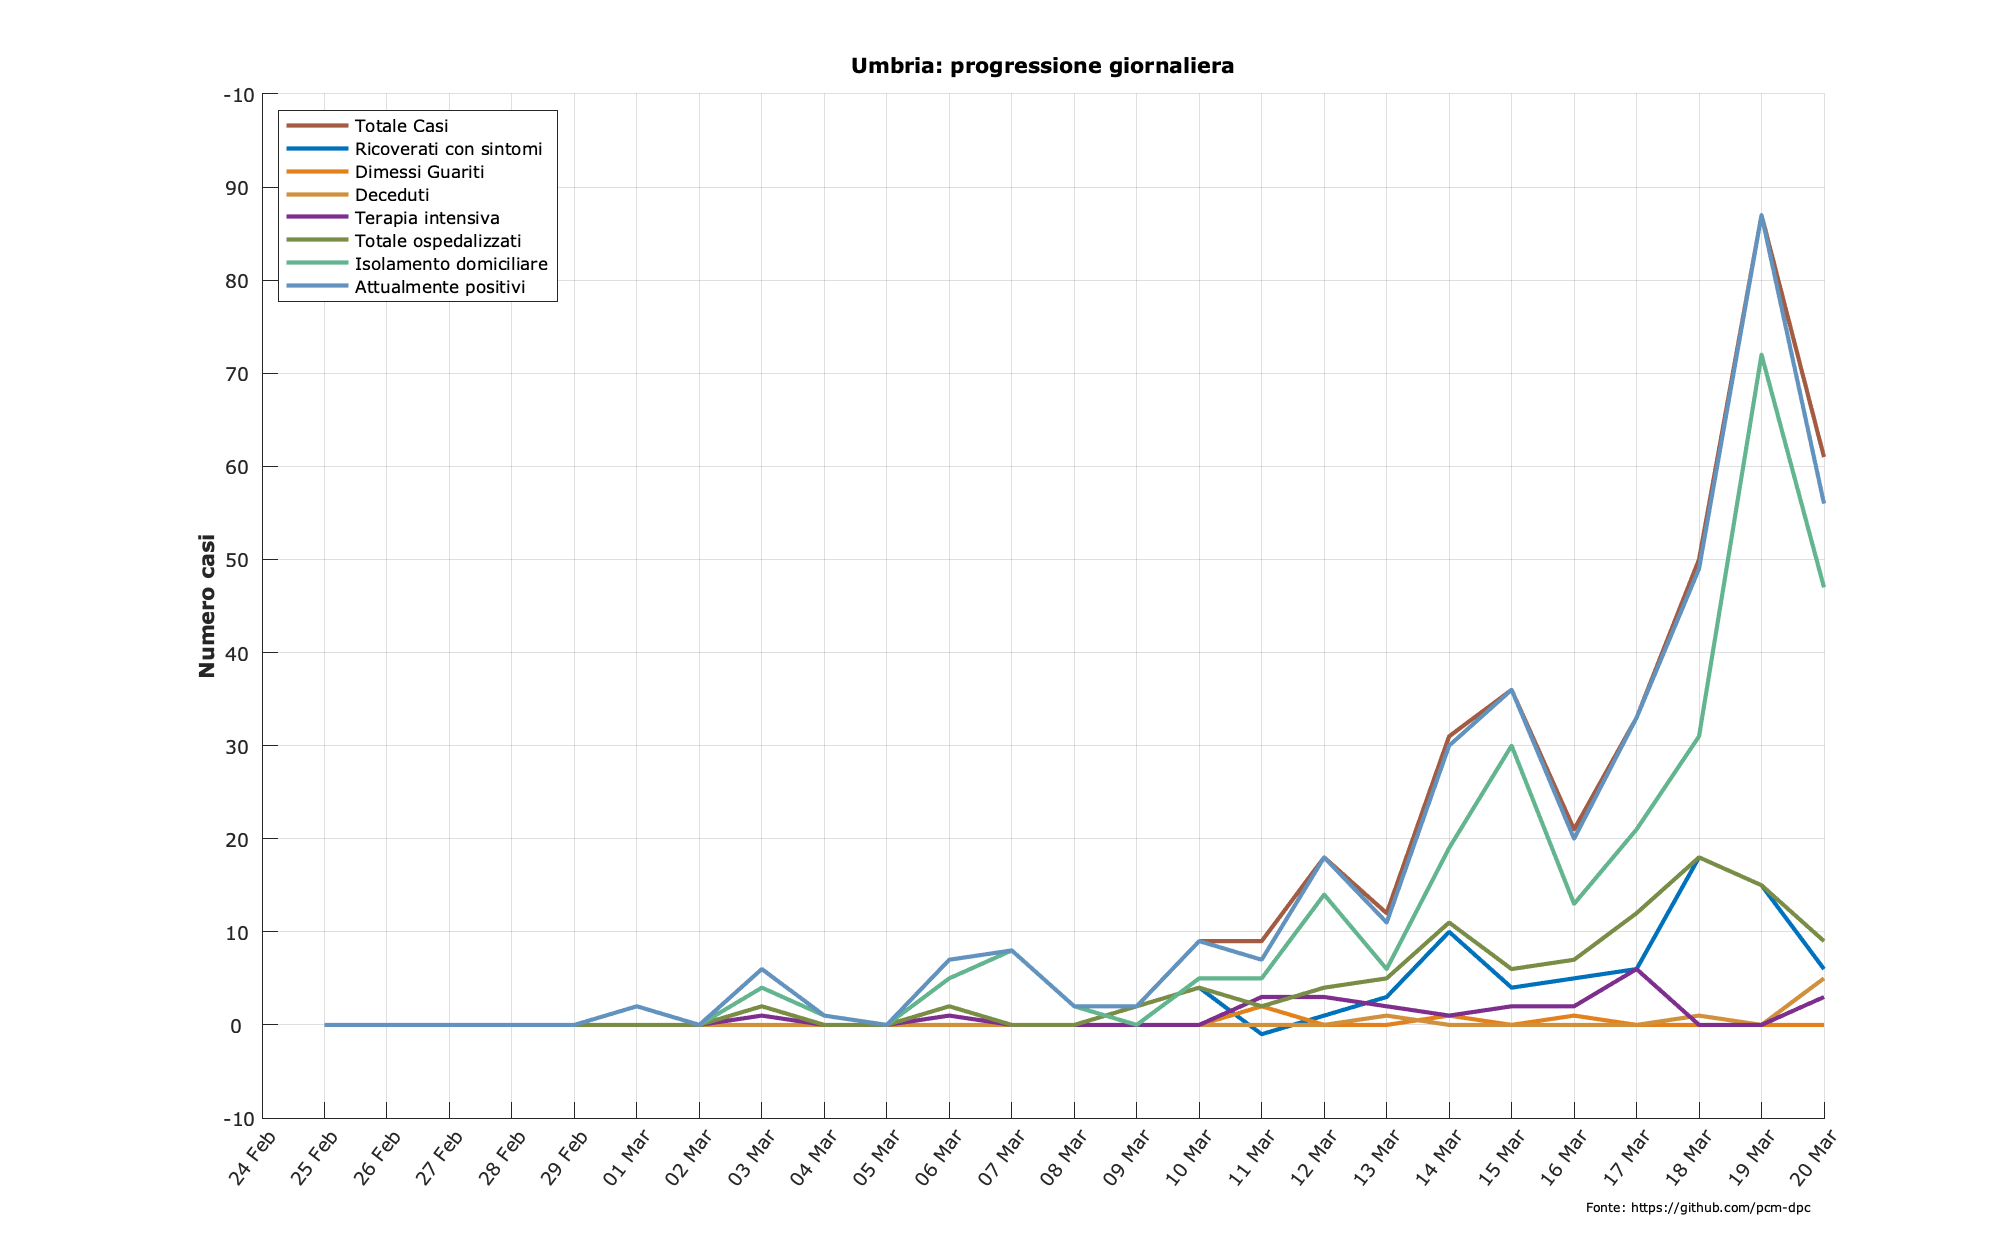 Umbria: progressione giornaliera
-10
90
80
70
60
50
40
30
20
10
0
-10
Numero casi
Totale Casi
Ricoverati con sintomi
Dimessi Guariti
Deceduti
Terapia intensiva
Totale ospedalizzati
Isolamento domiciliare
Attualmente positivi
24 Feb
25 Feb
26 Feb
27 Feb
28 Feb
29 Feb
01 Mar
02 Mar
03 Mar
04 Mar
05 Mar
06 Mar
07 Mar
08 Mar
09 Mar
10 Mar
11 Mar
12 Mar
13 Mar
14 Mar
15 Mar
16 Mar
17 Mar
18 Mar
19 Mar
20 Mar
Fonte: https://github.com/pcm-dpc